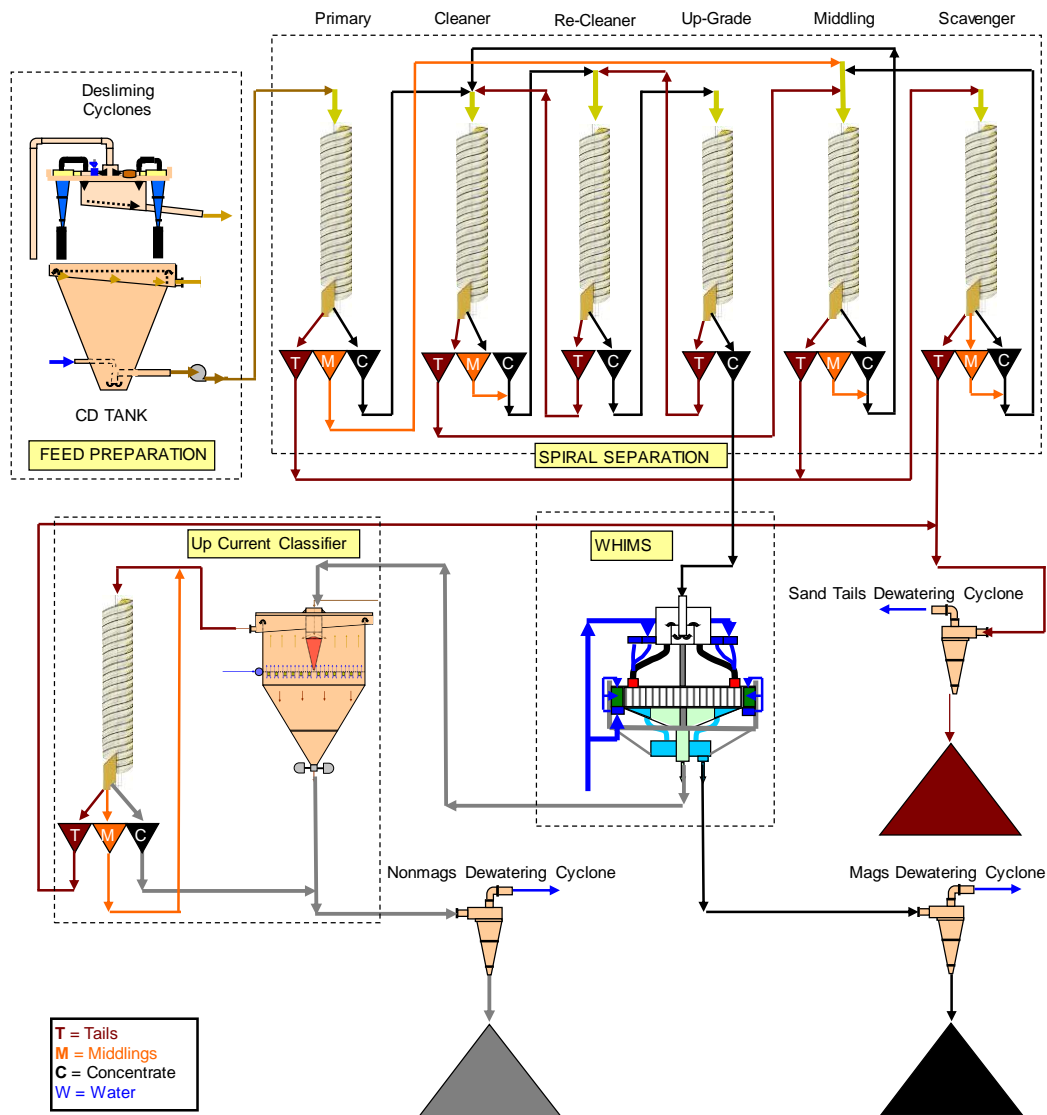 Primary
Cleaner
Re-Cleaner
Up-Grade
Middling
Scavenger
Desliming
Cyclones
CD TANK
FEED PREPARATION
T
M
C
T
M
C
T
C
T
C
T
M
C
T
M
C
SPIRAL SEPARATION
Up Current Classifier
WHIMS
Sand Tails Dewatering Cyclone
T
M
C
Nonmags Dewatering Cyclone
Mags Dewatering Cyclone
T = Tails
M = Middlings
C = Concentrate
W = Water